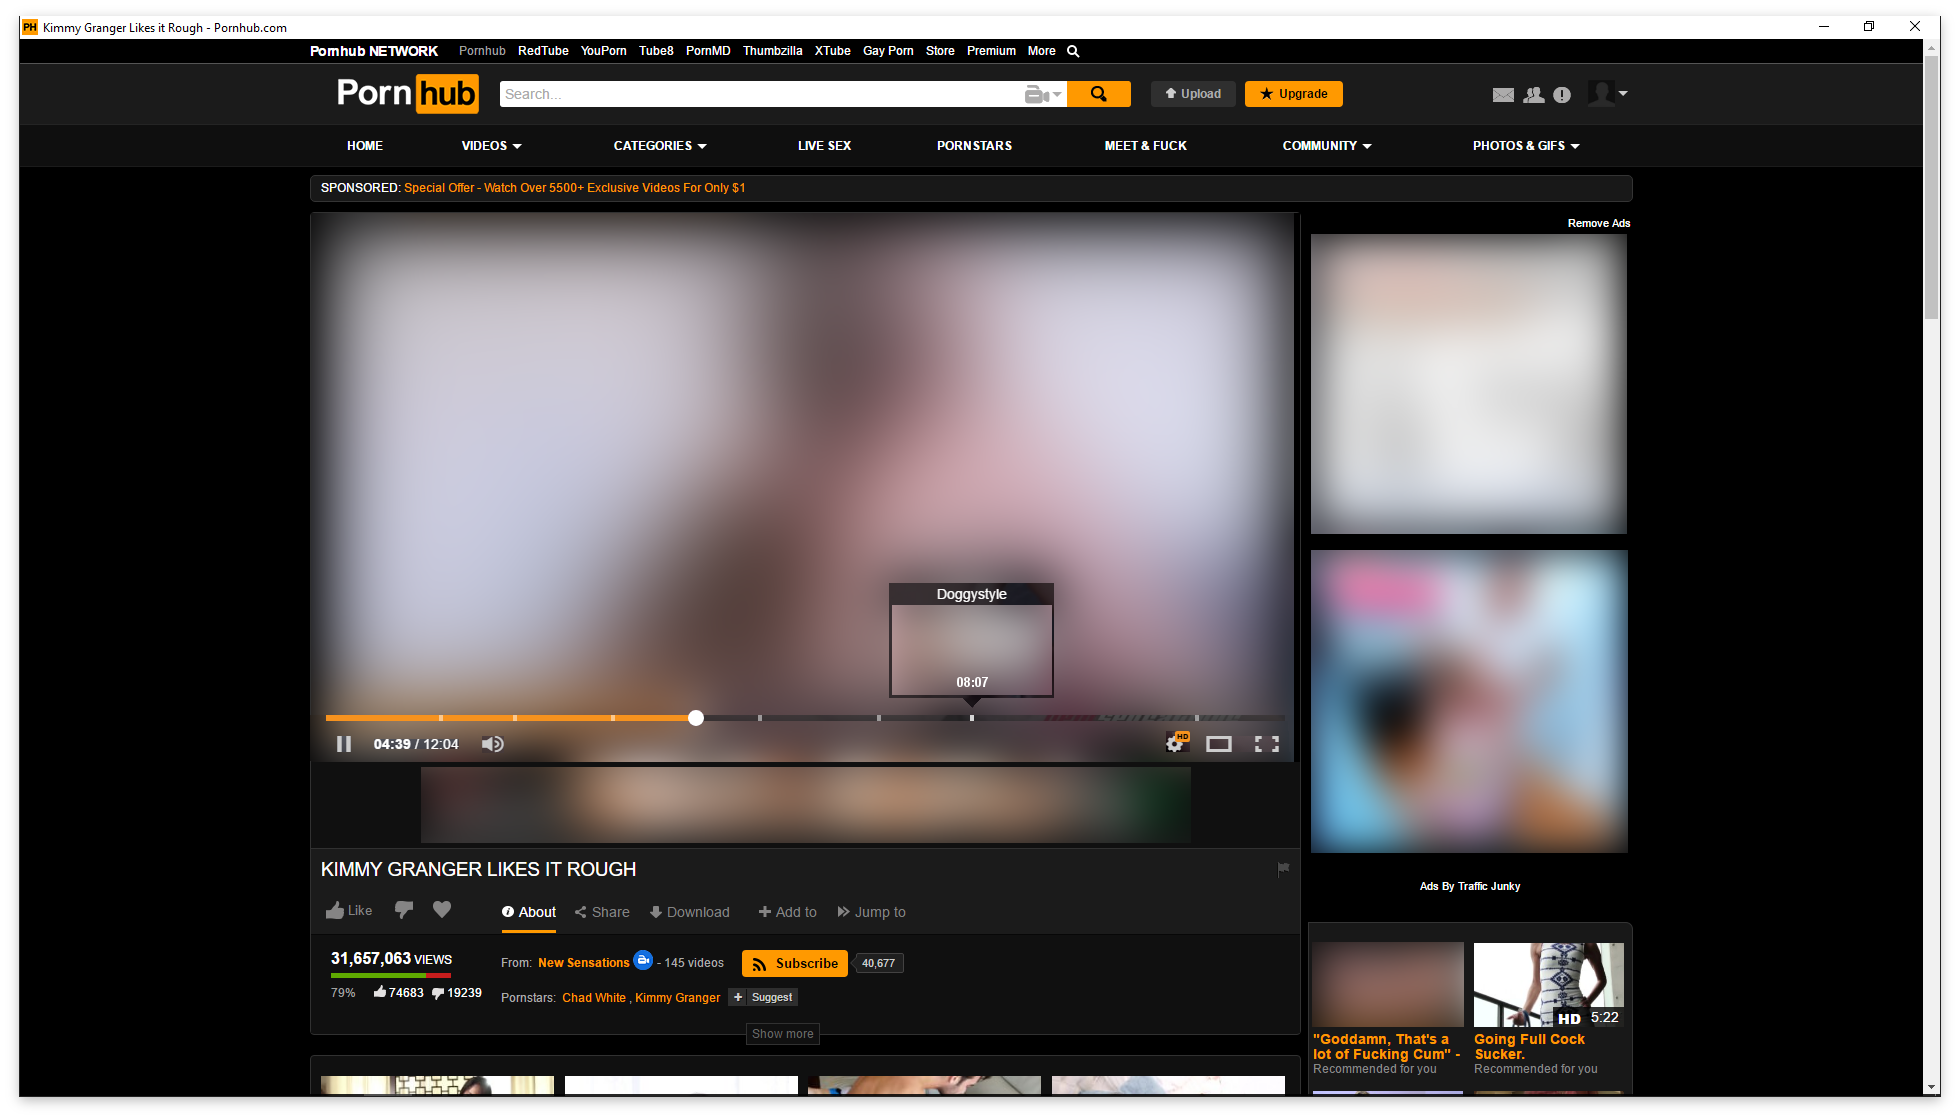 Kimmy Granger Likes it Rough - Pornhub.com
Pornhub NETWORK Pornhub RedTube YouPorn Tube8 PornMD Thumbzilla XTube Gay Porn Store Premium More
Porn hub Search... Upload Upgrade
HOME VIDEOS CATEGORIES LIVE SEX PORNSTARS MEET & FUCK COMMUNITY PHOTOS & GIFS
SPONSORED: Special Offer - Watch Over 5500+ Exclusive Videos For Only $1
Remove Ads
Doggystyle
08:07
04:39 / 12:04
HD
KIMMY GRANGER LIKES IT ROUGH
Ads By Traffic Junky
Like About Share Download Add to Jump to
31,657,063 VIEWS
From: New Sensations - 145 videos Subscribe 40,677
79% 74683 19239
Pornstars: Chad White , Kimmy Granger + Suggest
Show more
HD 5:22
"Goddamn, That's a
lot of Fucking Cum" -
Recommended for you
Going Full Cock
Sucker.
Recommended for you